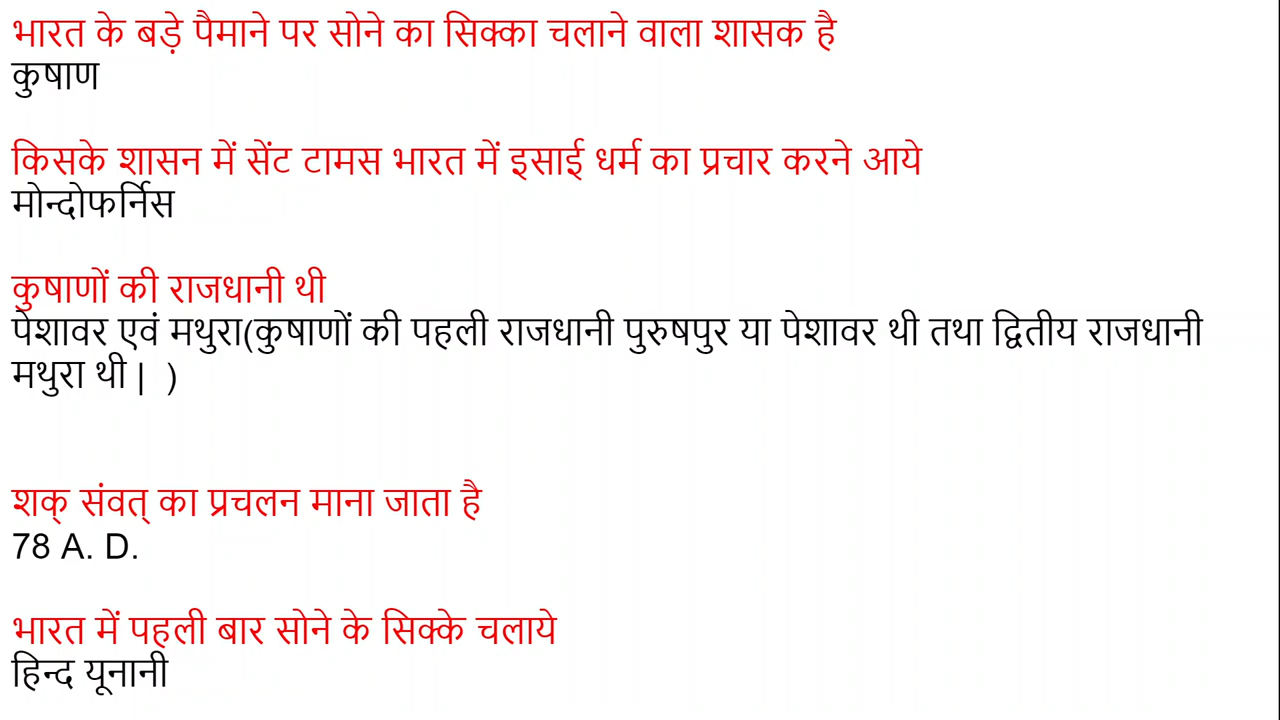 भारत के बड़े पैमाने पर सोने का सिक्का चलाने वाला शासक है
कुषाण
किसके शासन में सेंट टामस भारत में इसाई धर्म का प्रचार करने आये
मोन्दोफर्निस
कुषाणों की राजधानी थी
पेशावर एवं मथुरा(कुषाणों की पहली राजधानी पुरुषपुर या पेशावर थी तथा द्वितीय राजधानी
मथुरा थी | )
शक् संवत् का प्रचलन माना जाता है
78 A. D.
भारत में पहली बार सोने के सिक्के चलाये
हिन्द यूनानी